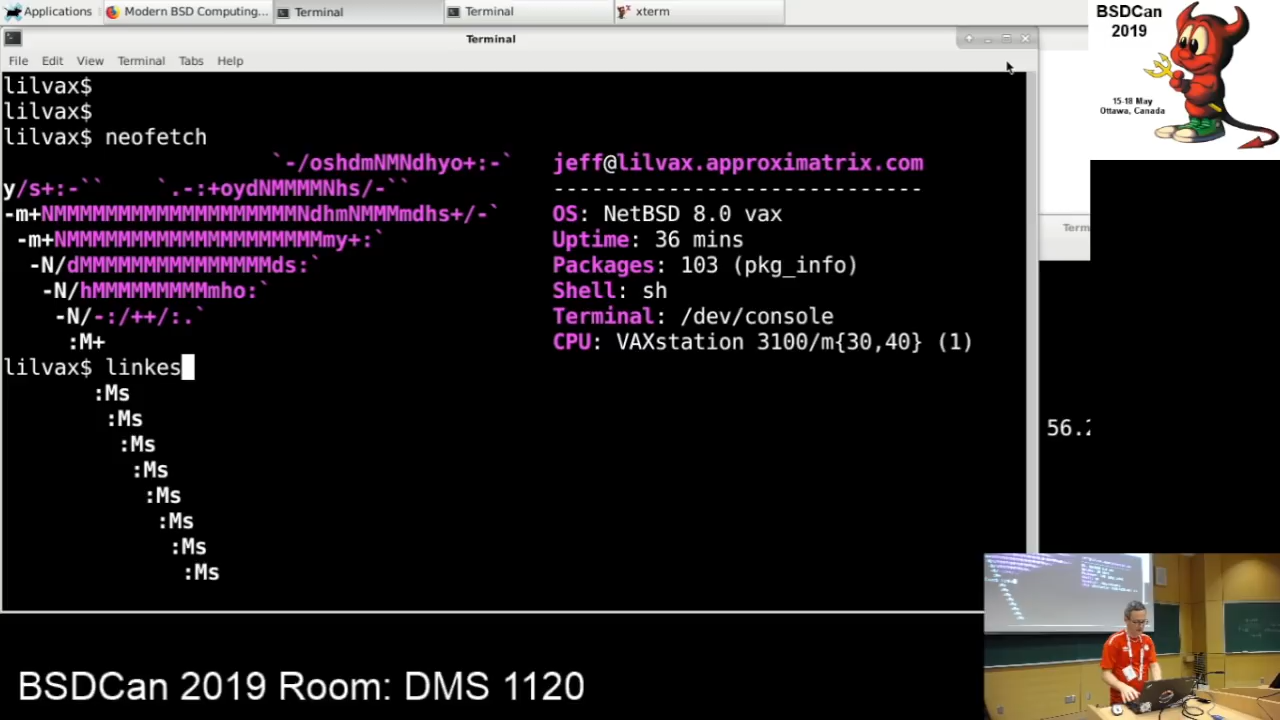 Applications
Modern BSD Computing...
Terminal
Terminal
xterm
Terminal
File Edit View Terminal Tabs Help
lilvax$
lilvax$
lilvax$ neofetch
`-/oshdmNMNdhyo+:-` jeff@lilvax.approximatrix.com
y/s+:-`` `.-:+oydNMMMMNhs/-`` -----------------------------
-m+NMMMMMMMMMMMMMMMMMMMNdhmNMMMmdhs+/-` OS: NetBSD 8.0 vax
-m+NMMMMMMMMMMMMMMMMMMMMmy+:` Uptime: 36 mins
-N/dMMMMMMMMMMMMMMMds:` Packages: 103 (pkg_info)
-N/hMMMMMMMMMmho:` Shell: sh
-N/-:/++/:.` Terminal: /dev/console
:M+ CPU: VAXstation 3100/m{30,40} (1)
lilvax$ linkes
:Ms
:Ms
:Ms
:Ms
:Ms
:Ms
:Ms
:Ms
BSDCan
2019
15-18 May
Ottawa, Canada
Term
56.2
BSDCan 2019 Room: DMS 1120